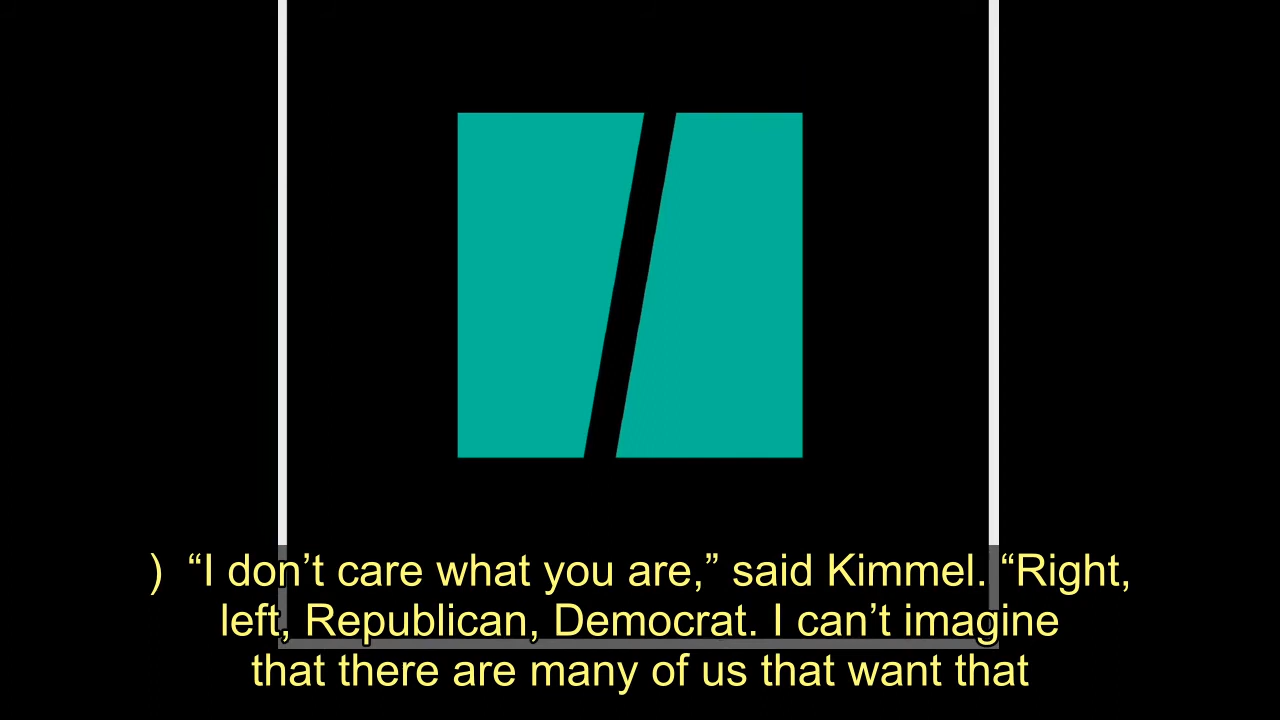 ) “I don’t care what you are,” said Kimmel. “Right,
left, Republican, Democrat. I can’t imagine
that there are many of us that want that